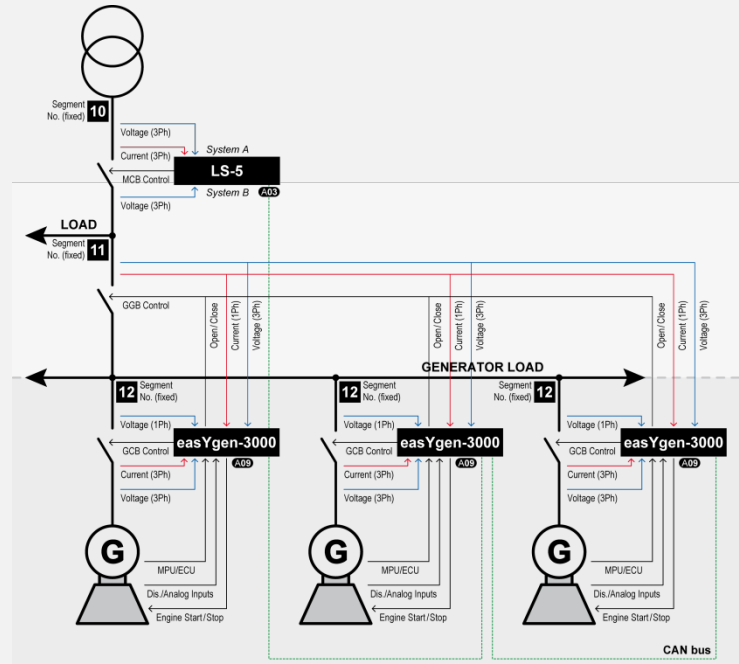 Segment
No. (fixed)
10
Voltage (3Ph)
System A
Current (3Ph)
LS-5
MCB Control
System B
A03
Voltage (3Ph)
LOAD
Segment
No. (fixed)
11
GGB Control
Open/Close
Current (1Ph)
Voltage (3Ph)
Open/Close
Current (1Ph)
Voltage (3Ph)
Open/Close
Current (1Ph)
Voltage (3Ph)
GENERATOR LOAD
12
Segment
No. (fixed)
12
Segment
No. (fixed)
Segment
No. (fixed)
12
Voltage (1Ph)
easYgen-3000
GCB Control
A09
Current (3Ph)
Voltage (3Ph)
Voltage (1Ph)
easYgen-3000
GCB Control
A09
Current (3Ph)
Voltage (3Ph)
Voltage (1Ph)
easYgen-3000
GCB Control
A09
Current (3Ph)
Voltage (3Ph)
G
MPU/ECU
Dis./Analog Inputs
Engine Start/Stop
G
MPU/ECU
Dis./Analog Inputs
Engine Start/Stop
G
MPU/ECU
Dis./Analog Inputs
Engine Start/Stop
CAN bus